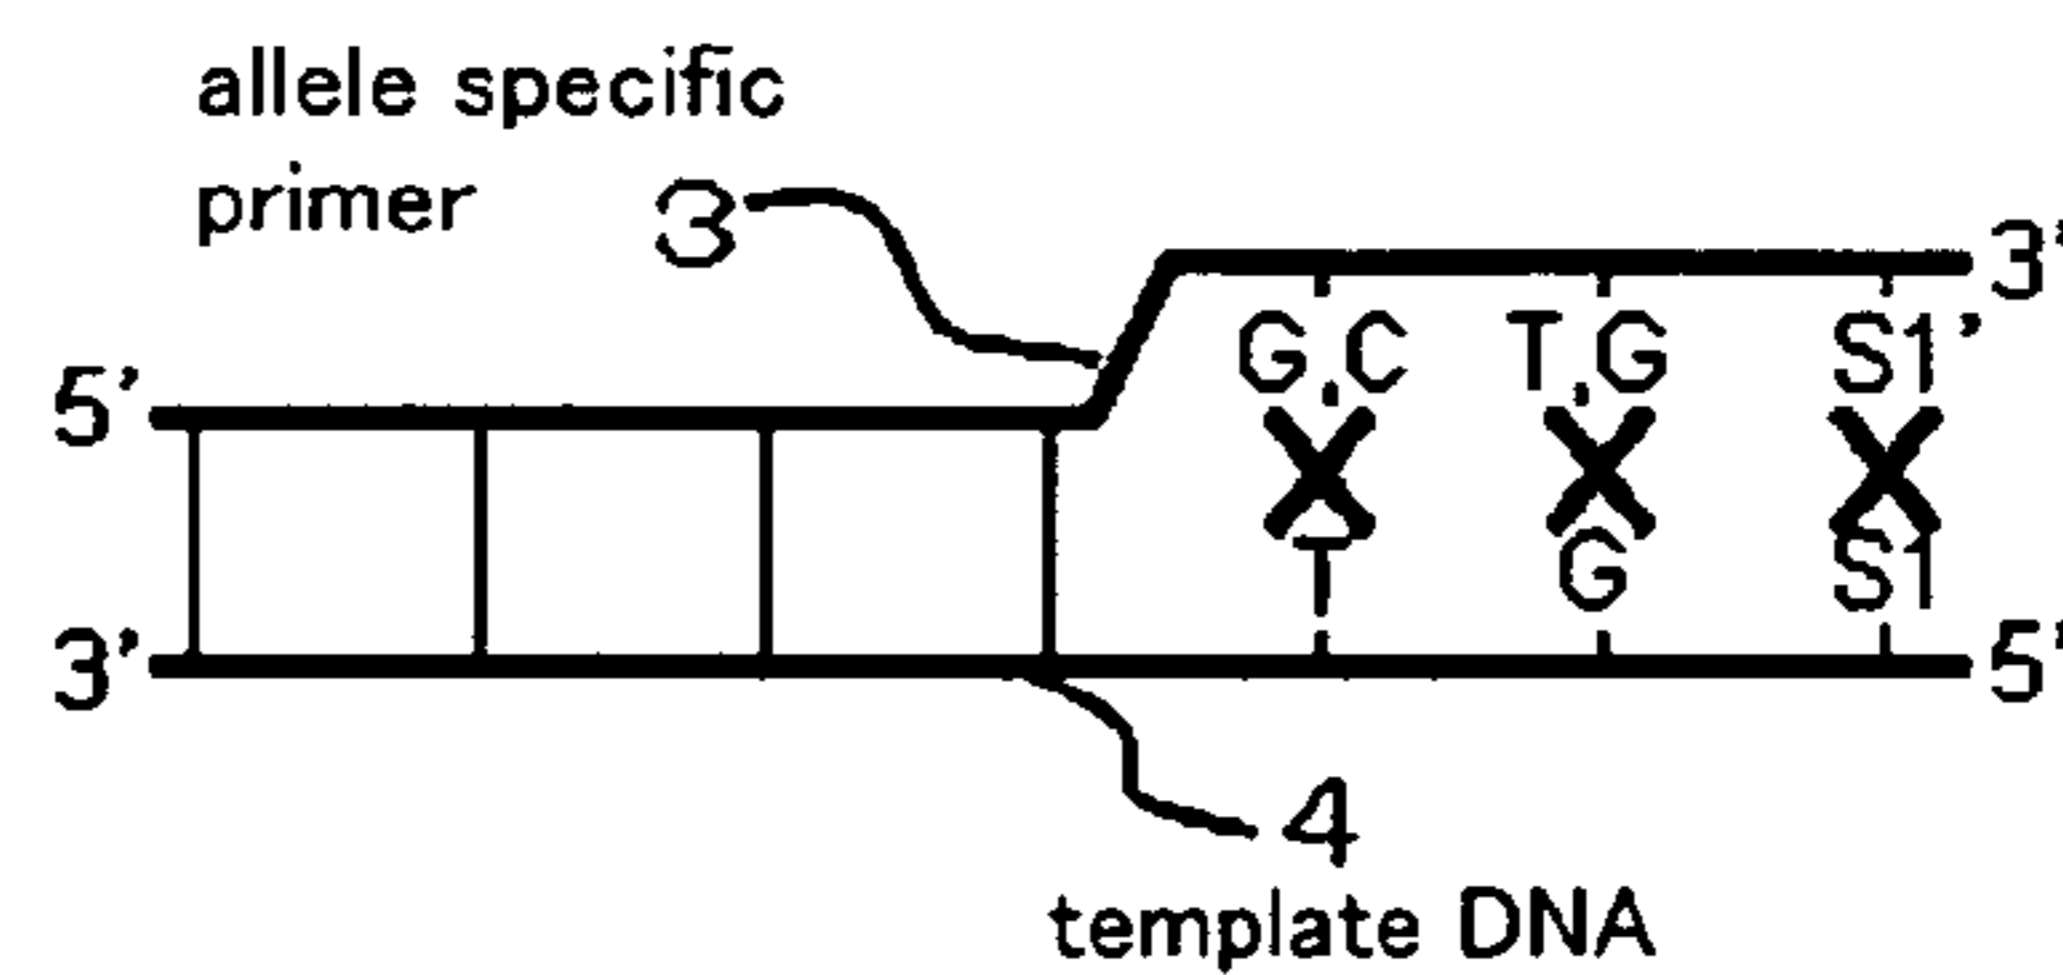 allele specific
primer 3
3'
G,C T,G S1'
5'
X X X
T G S1
3' 5'
4
template DNA